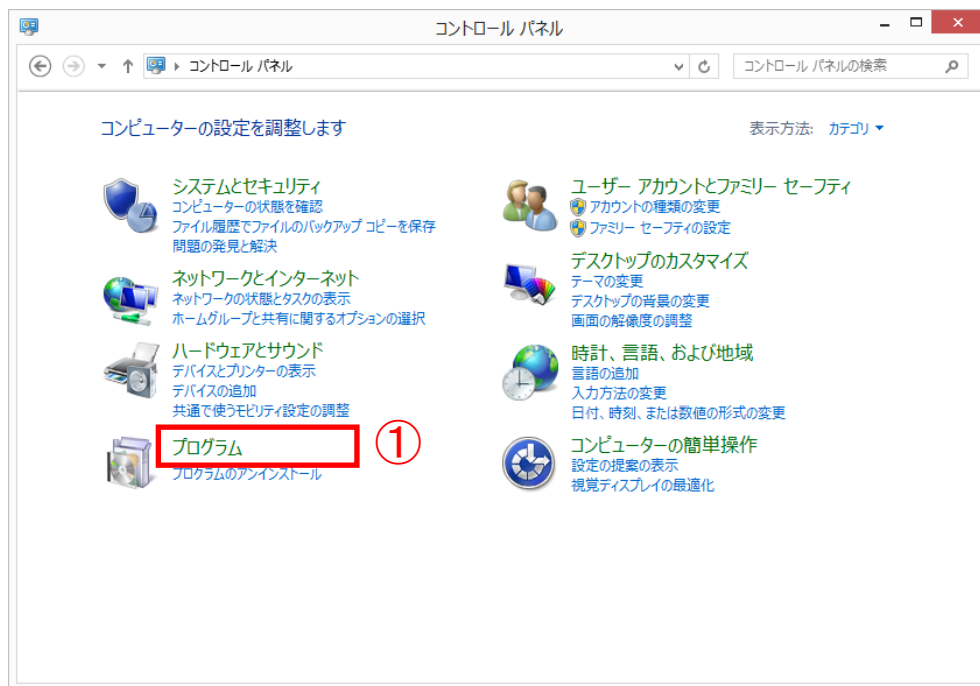 コントロール パネル
コントロール パネル
コントロール パネルの検索
コンピューターの設定を調整します
表示方法: カテゴリ
システムとセキュリティ
コンピューターの状態を確認
ファイル履歴でファイルのバックアップ コピーを保存
問題の発見と解決
ネットワークとインターネット
ネットワークの状態とタスクの表示
ホームグループと共有に関するオプションの選択
ハードウェアとサウンド
デバイスとプリンターの表示
デバイスの追加
共通で使うモビリティ設定の調整
プログラム
①
プログラムのアンインストール
ユーザー アカウントとファミリー セーフティ
アカウントの種類の変更
ファミリー セーフティの設定
デスクトップのカスタマイズ
テーマの変更
デスクトップの背景の変更
画面の解像度の調整
時計、言語、および地域
言語の追加
入力方法の変更
日付、時刻、または数値の形式の変更
コンピューターの簡単操作
設定の提案の表示
視覚ディスプレイの最適化